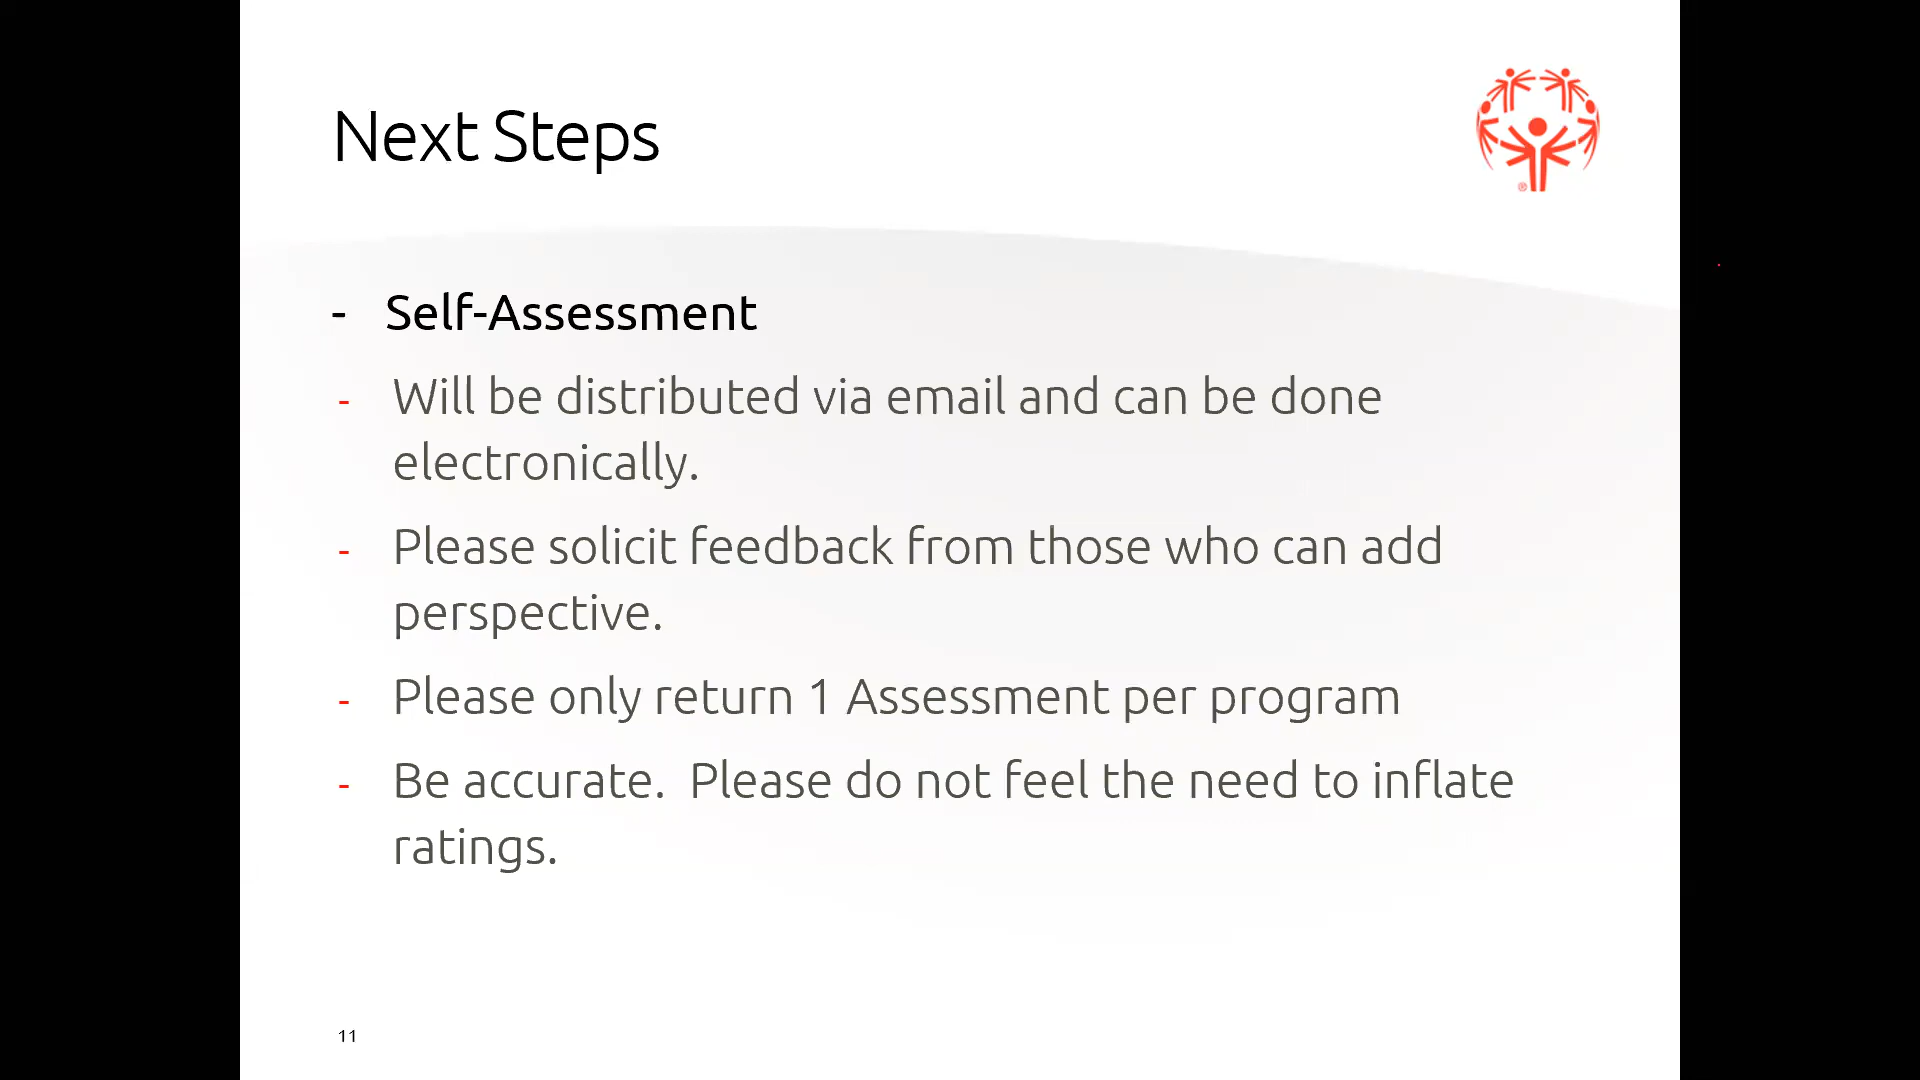 Next Steps
®
- Self-Assessment
- Will be distributed via email and can be done
electronically.
- Please solicit feedback from those who can add
perspective.
- Please only return 1 Assessment per program
- Be accurate.  Please do not feel the need to inflate
ratings.
11